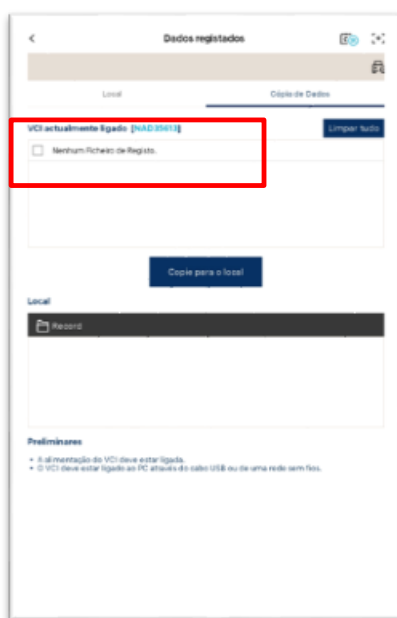 Dados registados
Local
Cópia de Dados
VCI actualmente ligado [NAD35613]
Limpar tudo
Nenhum Ficheiro de Registo.
Copie para o local
Local
Record
Preliminares
• A alimentação do VCI deve estar ligada.
• O VCI deve estar ligado ao PC através do cabo USB ou de uma rede sem fios.